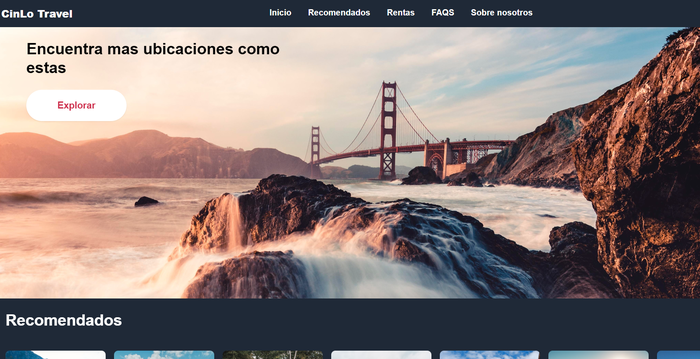 CinLo Travel
Inicio Recomendados Rentas FAQS Sobre nosotros
Encuentra mas ubicaciones como
estas
Explorar
Recomendados